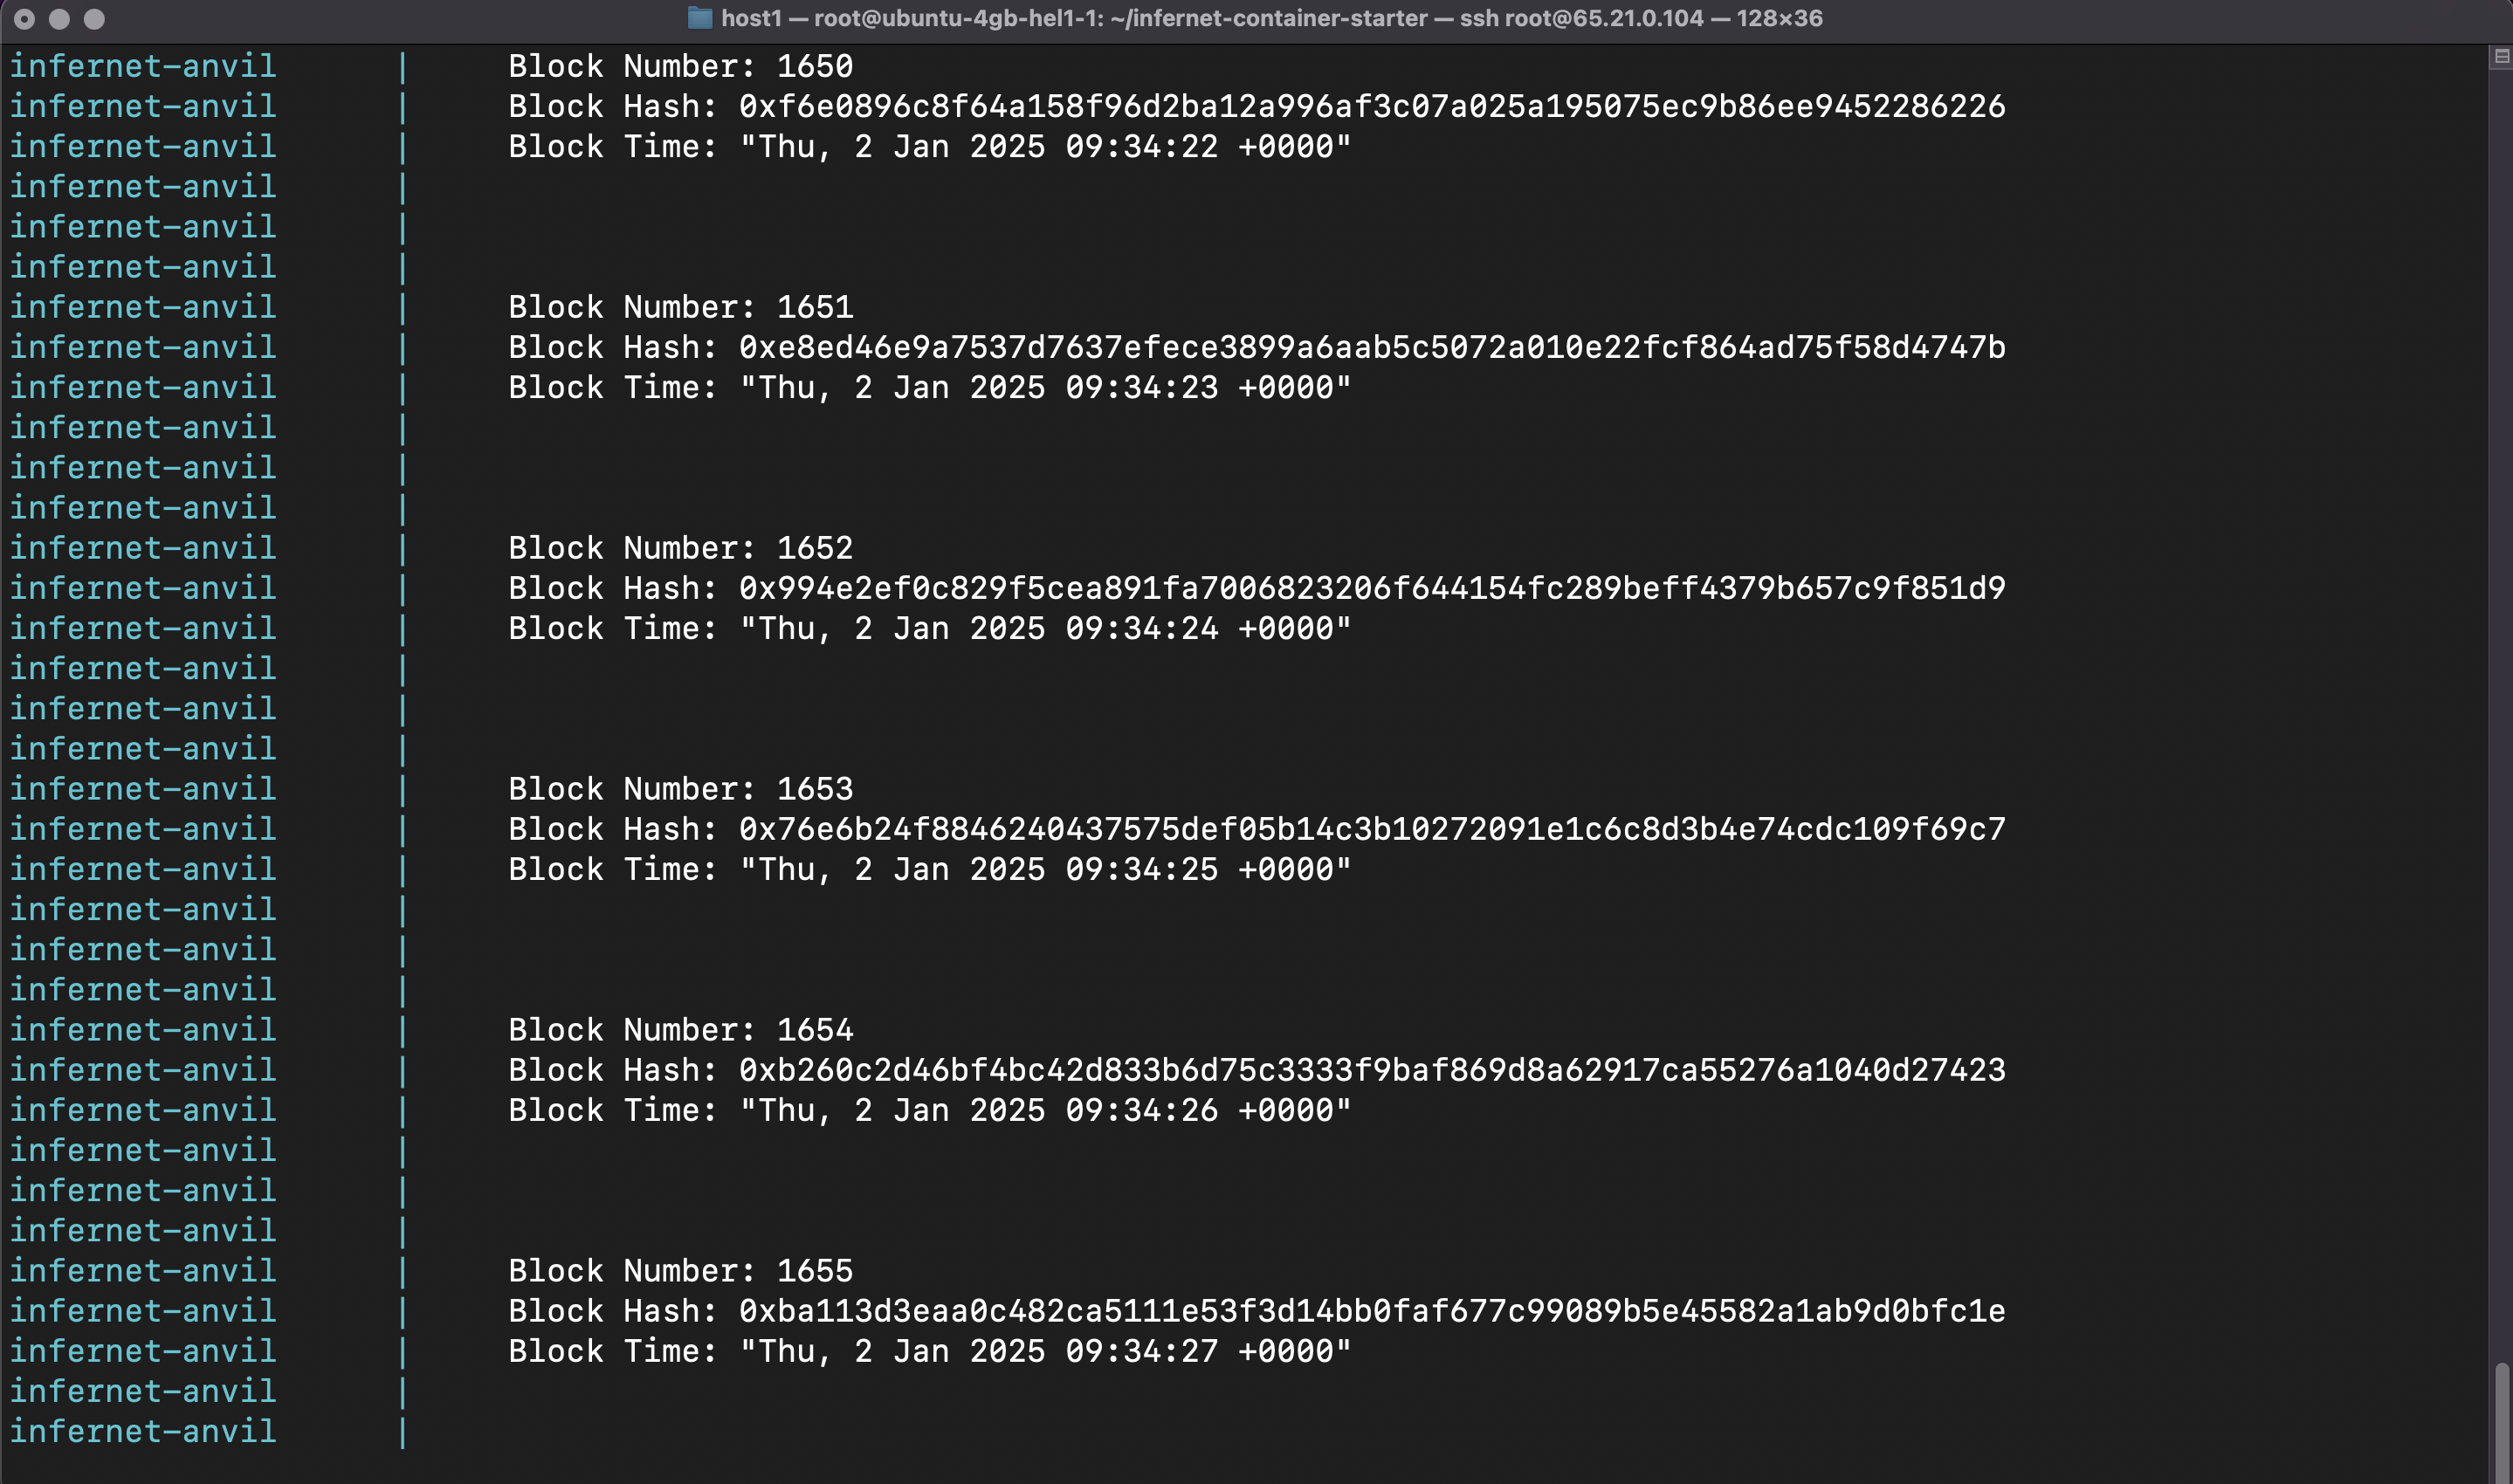 host1 — root@ubuntu-4gb-hel1-1: ~/infernet-container-starter — ssh root@65.21.0.104 — 128×36
infernet-anvil | Block Number: 1650
infernet-anvil | Block Hash: 0xf6e0896c8f64a158f96d2ba12a996af3c07a025a195075ec9b86ee9452286226
infernet-anvil | Block Time: "Thu, 2 Jan 2025 09:34:22 +0000"
infernet-anvil |
infernet-anvil |
infernet-anvil |
infernet-anvil | Block Number: 1651
infernet-anvil | Block Hash: 0xe8ed46e9a7537d7637efece3899a6aab5c5072a010e22fcf864ad75f58d4747b
infernet-anvil | Block Time: "Thu, 2 Jan 2025 09:34:23 +0000"
infernet-anvil |
infernet-anvil |
infernet-anvil |
infernet-anvil | Block Number: 1652
infernet-anvil | Block Hash: 0x994e2ef0c829f5cea891fa7006823206f644154fc289beff4379b657c9f851d9
infernet-anvil | Block Time: "Thu, 2 Jan 2025 09:34:24 +0000"
infernet-anvil |
infernet-anvil |
infernet-anvil |
infernet-anvil | Block Number: 1653
infernet-anvil | Block Hash: 0x76e6b24f8846240437575def05b14c3b10272091e1c6c8d3b4e74cdc109f69c7
infernet-anvil | Block Time: "Thu, 2 Jan 2025 09:34:25 +0000"
infernet-anvil |
infernet-anvil |
infernet-anvil |
infernet-anvil | Block Number: 1654
infernet-anvil | Block Hash: 0xb260c2d46bf4bc42d833b6d75c3333f9baf869d8a62917ca55276a1040d27423
infernet-anvil | Block Time: "Thu, 2 Jan 2025 09:34:26 +0000"
infernet-anvil |
infernet-anvil |
infernet-anvil |
infernet-anvil | Block Number: 1655
infernet-anvil | Block Hash: 0xba113d3eaa0c482ca5111e53f3d14bb0faf677c99089b5e45582a1ab9d0bfc1e
infernet-anvil | Block Time: "Thu, 2 Jan 2025 09:34:27 +0000"
infernet-anvil |
infernet-anvil |